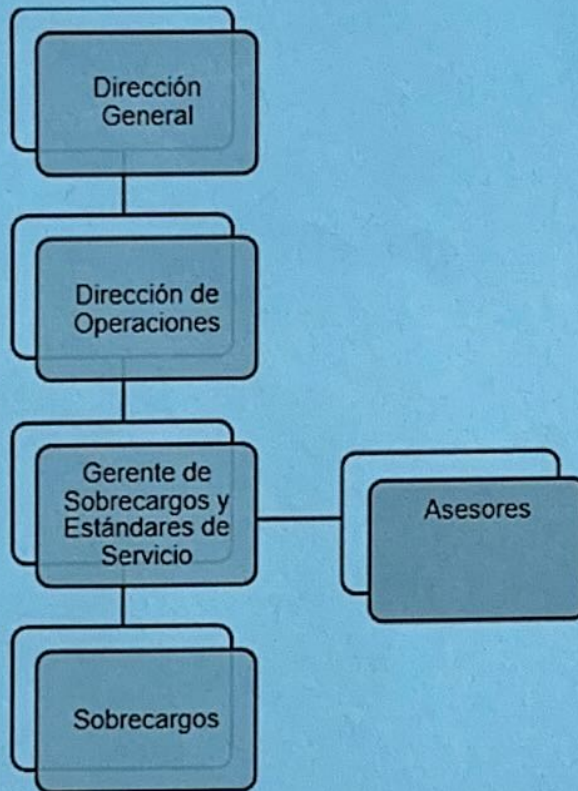 Dirección
General
Dirección de
Operaciones
Gerente de
Sobrecargos y
Estándares de
Servicio
Asesores
Sobrecargos